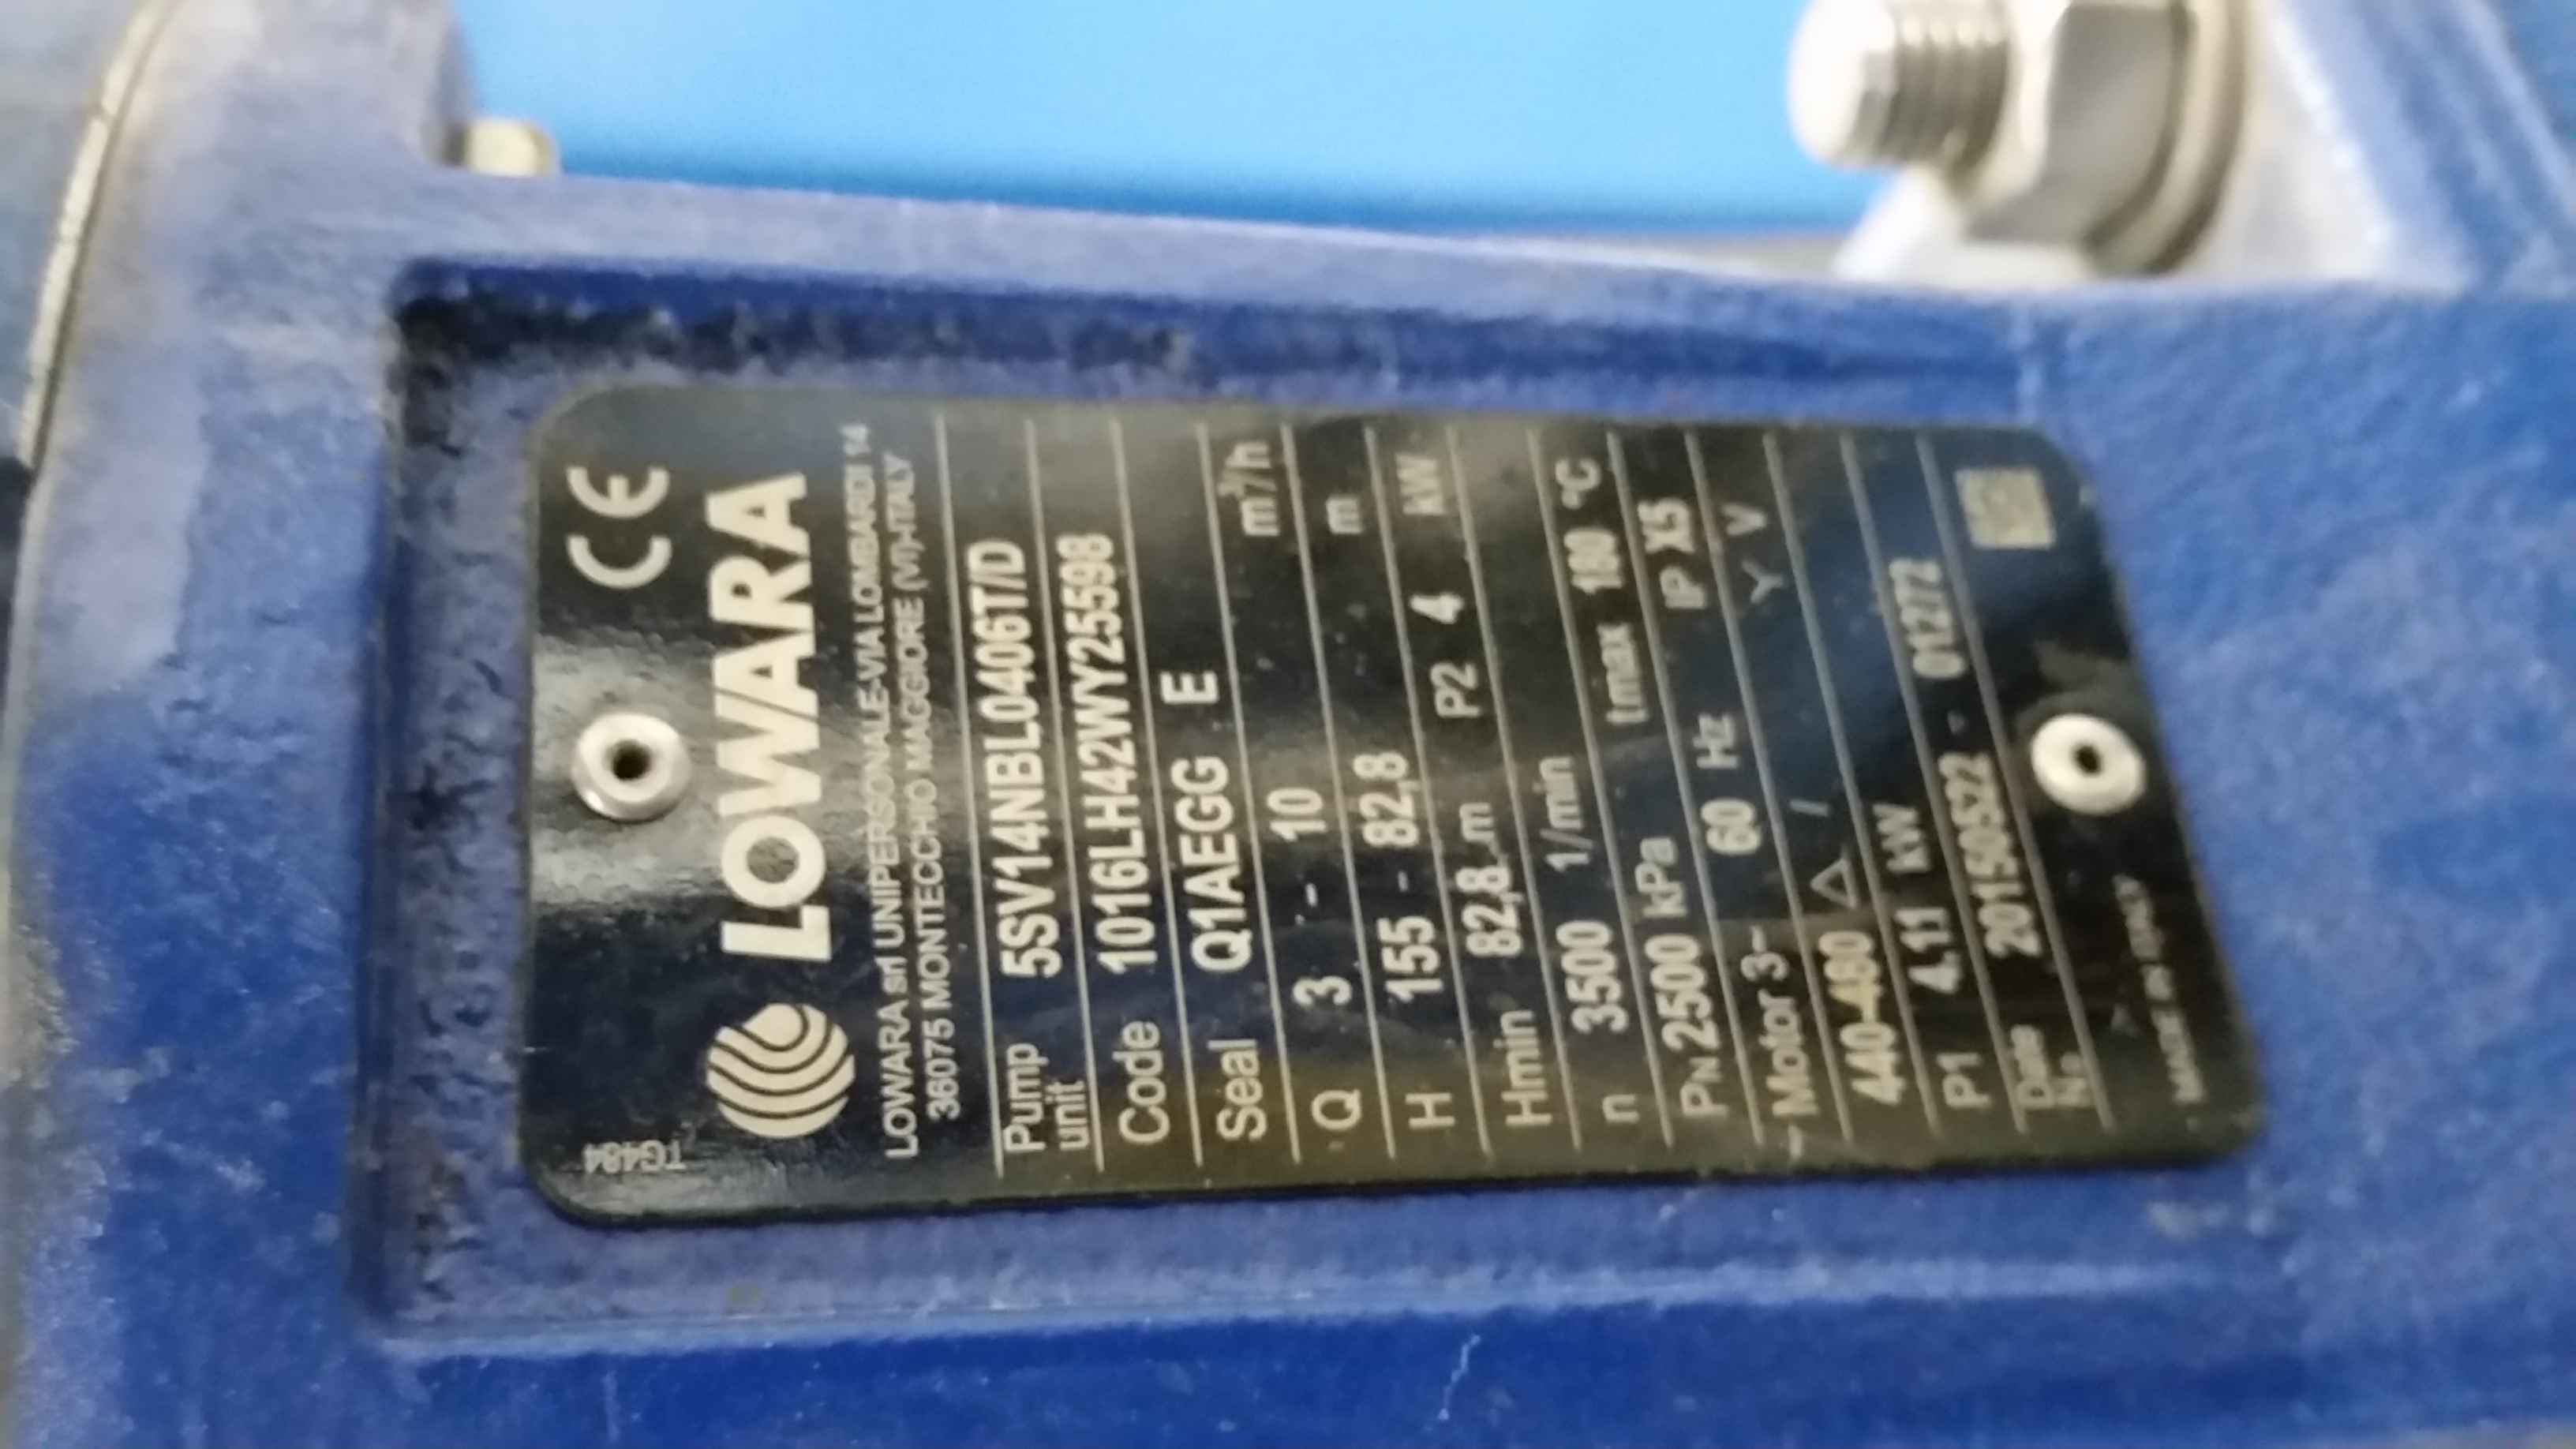 TG484
CE
LOWARA
LOWARA srl UNIPERSONALE-VIA LOMBARDI 14
36075 MONTECCHIO MAGGIORE (VI)-ITALY
Pump unit 5SV14NBL0406T/D
Code 1016LH42WY25598
Seal Q1AEGG E
Q 3 - 10 m³/h
H 155 - 82,8 m
Hmin 82,8 m P2 4 kW
n 3500 1/min
PN 2500 kPa tmax 180 °C
Motor 3~ 60 Hz IP X5
440-480 △ / Y V
P1 4.11 kW
Date N° 20150522 - 01272
MADE IN ITALY